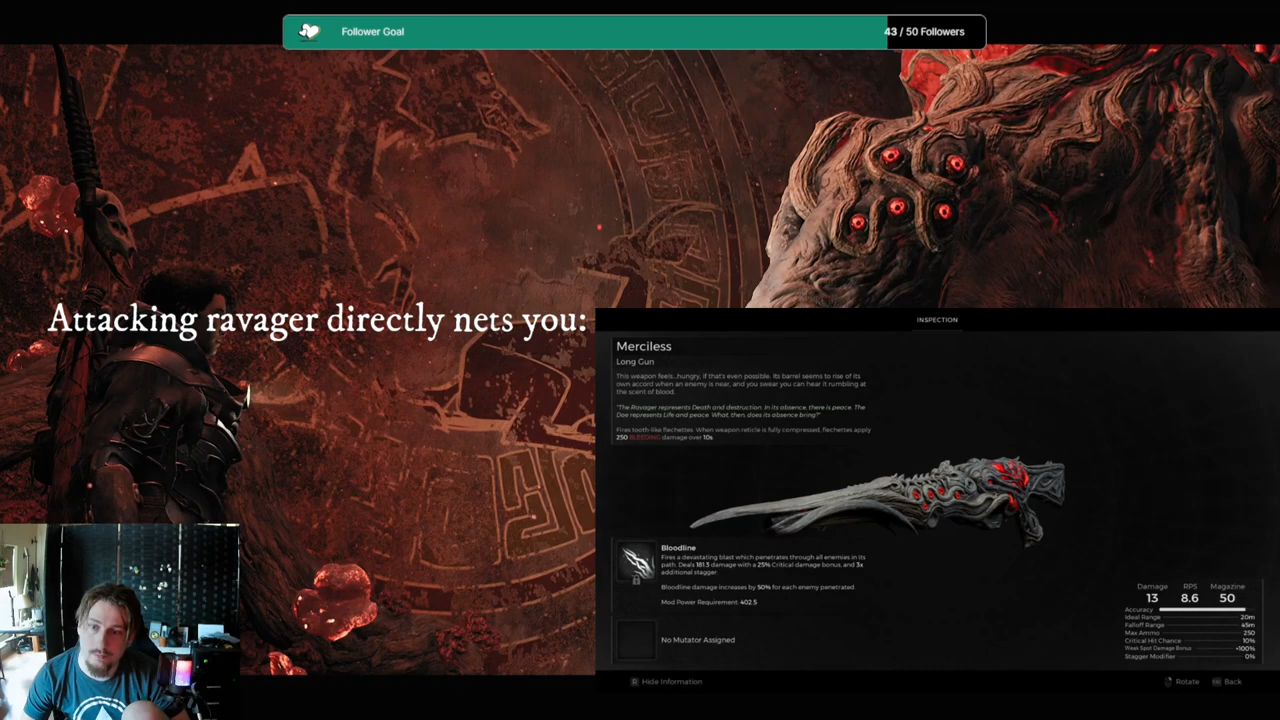 Follower Goal
43 / 50 Followers
Attacking ravager directly nets you:
INSPECTION
Merciless
Long Gun
This weapon feels...hungry, if that's even possible. Its barrel seems to rise of its
own accord when an enemy is near, and you swear you can hear it rumbling at
the scent of blood.
"The Ravager represents Death and destruction. In its absence, there is peace. The
Doe represents Life and peace. What, then, does its absence bring?"
Fires tooth-like flechettes. When weapon reticle is fully compressed, flechettes apply
250 BLEEDING damage over 10s.
Bloodline
Fires a devastating blast which penetrates through all enemies in its
path. Deals 181.3 damage with a 25% Critical damage bonus, and 3x
additional stagger.
Bloodline damage increases by 50% for each enemy penetrated.
Mod Power Requirement: 402.5
No Mutator Assigned
Damage RPS Magazine
13 8.6 50
Accuracy
Ideal Range 20m
Falloff Range 45m
Max Ammo 250
Critical Hit Chance 10%
Weak Spot Damage Bonus +100%
Stagger Modifier 0%
R Hide Information
Rotate
ESC Back